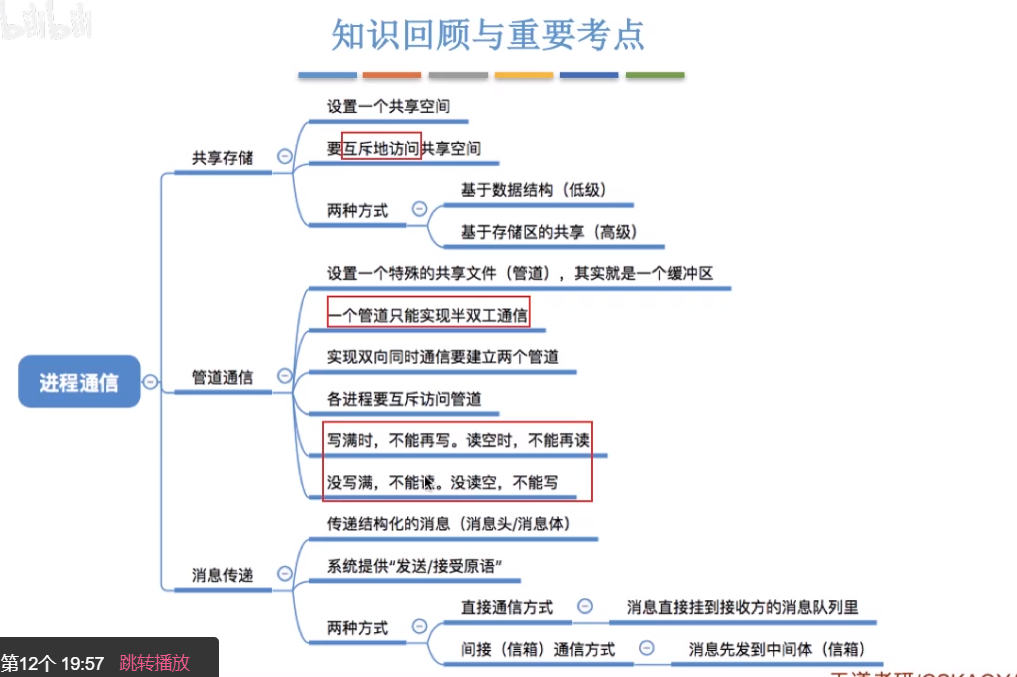 知识回顾与重要考点
设置一个共享空间
要互斥地访问共享空间
共享存储
两种方式
基于数据结构（低级）
基于存储区的共享（高级）
设置一个特殊的共享文件（管道），其实就是一个缓冲区
一个管道只能实现半双工通信
实现双向同时通信要建立两个管道
进程通信
管道通信
各进程要互斥访问管道
写满时，不能再写。读空时，不能再读
没写满，不能读。没读空，不能写
传递结构化的消息（消息头/消息体）
消息传递
系统提供“发送/接受原语”
两种方式
直接通信方式
消息直接挂到接收方的消息队列里
间接（信箱）通信方式
消息先发到中间体（信箱）
第12个 19:57 跳转播放